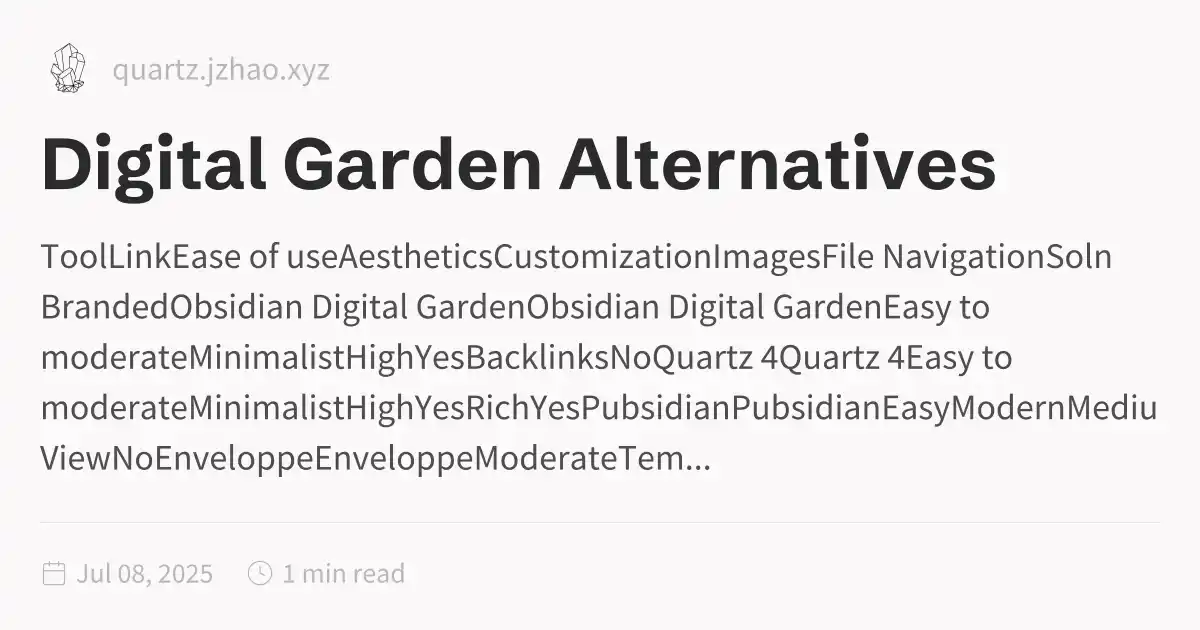 quartz.jzhao.xyz
Digital Garden Alternatives
ToolLinkEase of useAestheticsCustomizationImagesFile NavigationSoln
BrandedObsidian Digital GardenObsidian Digital GardenEasy to
moderateMinimalistHighYesBacklinksNoQuartz 4Quartz 4Easy to
moderateMinimalistHighYesRichYesPubsidianPubsidianEasyModernMediu
ViewNoEnveloppeEnveloppeModerateTem...
Jul 08, 2025
1 min read